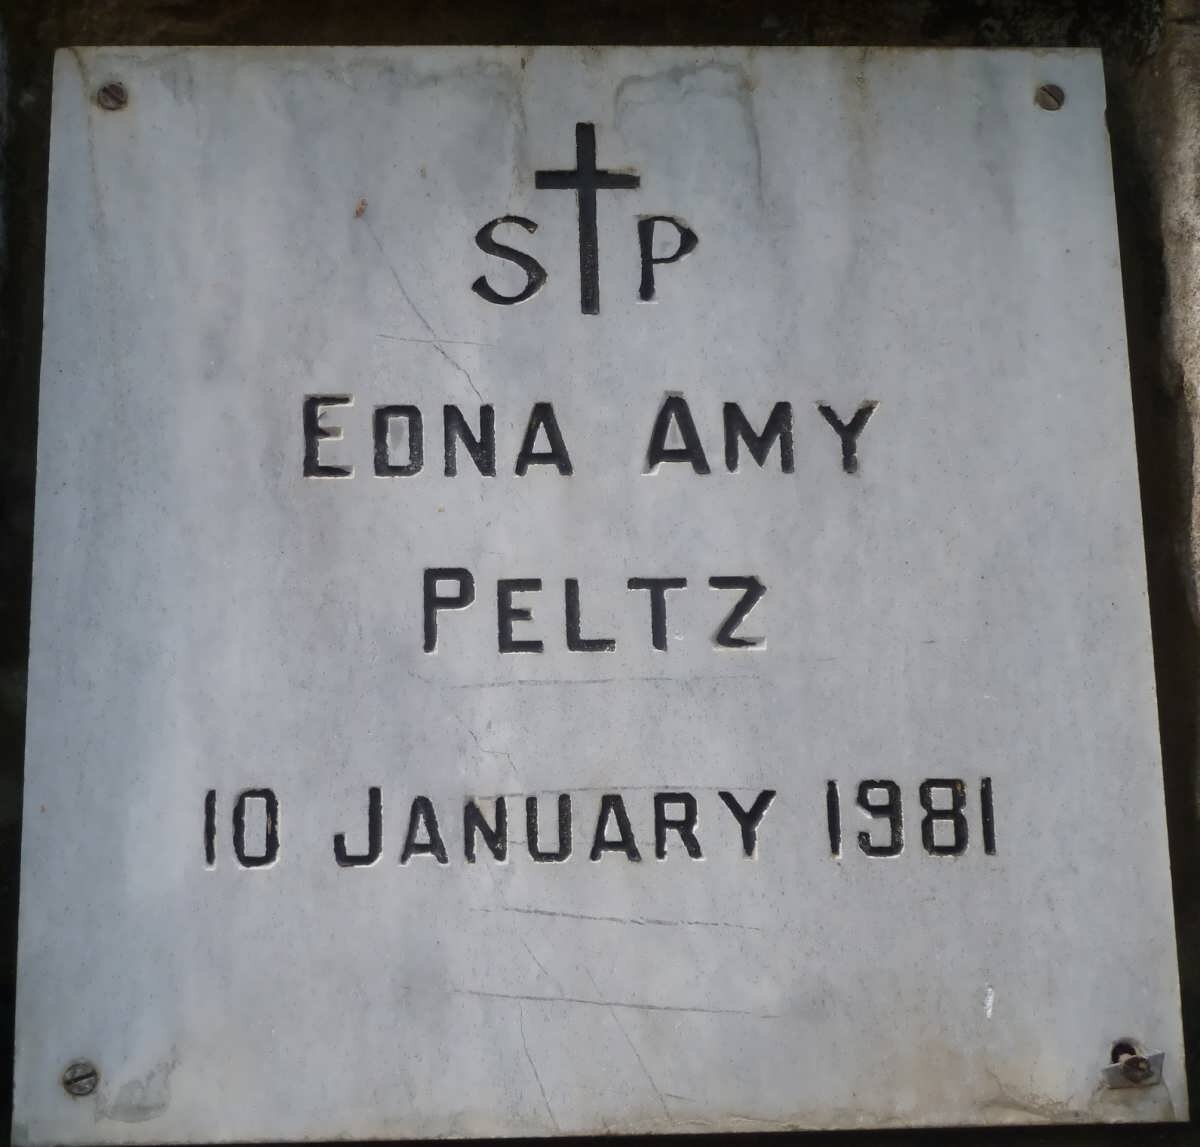 S P
EDNA AMY
PELTZ
10 JANUARY 1981